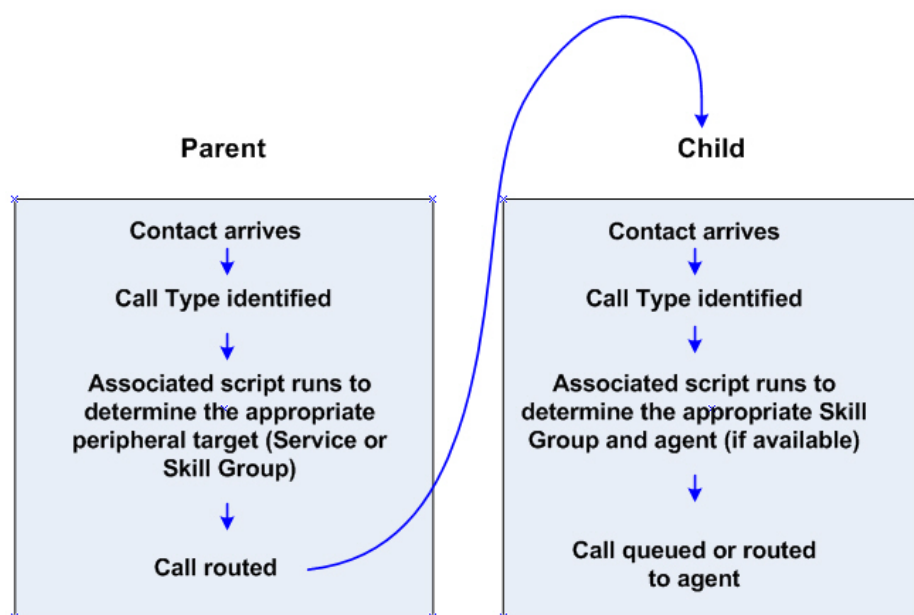 Parent
Contact arrives
Call Type identified
Associated script runs to
determine the appropriate
peripheral target (Service or
Skill Group)
Call routed
Child
Contact arrives
Call Type identified
Associated script runs to
determine the appropriate Skill
Group and agent (if available)
Call queued or routed
to agent